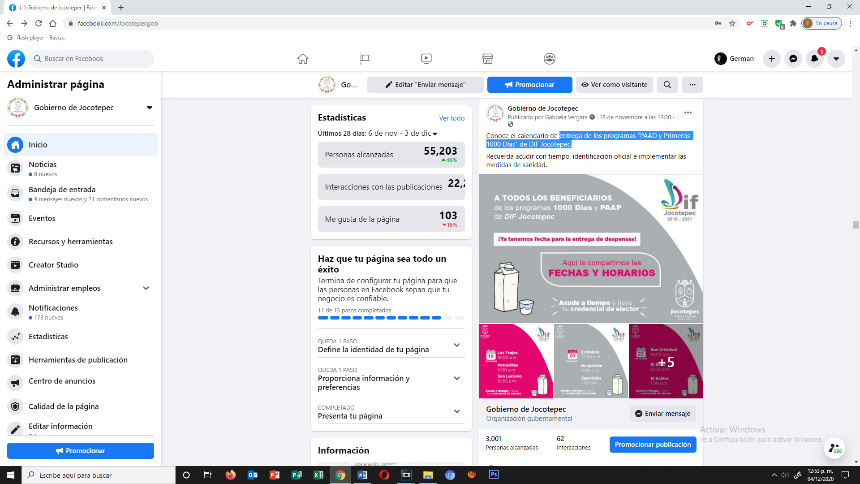 (1) Gobierno de Jocotepec | Face
facebook.com/Jocotepecgob
En pausa
flash player - Buscar
Buscar en Facebook
German
Administrar página
Gobierno de Jocotepec
Inicio
Noticias
8 nuevos
Bandeja de entrada
9 mensajes nuevos y 21 comentarios nuevos
Eventos
Recursos y herramientas
Creator Studio
Administrar empleos
Notificaciones
178 nuevos
Estadísticas
Herramientas de publicación
Centro de anuncios
Calidad de la página
Editar información
Promocionar
Go...
Editar "Enviar mensaje"
Promocionar
Ver como visitante
Estadísticas
Ver todo
Últimos 28 días: 6 de nov - 3 de dic
Personas alcanzadas 55,203
46%
Interacciones con las publicaciones 22,
Me gusta de la página 103
16%
Haz que tu página sea todo un
éxito
Termina de configurar tu página para que
las personas en Facebook sepan que tu
negocio es confiable.
11 de 13 pasos completados
QUEDA 1 PASO
Define la identidad de tu página
QUEDA 1 PASO
Proporciona información y
preferencias
COMPLETADO
Presenta tu página
Información
Gobierno de Jocotepec
Publicado por Gabriela Vergara · 18 de noviembre a las 13:30 ·
Conoce el calendario de entrega de los programas "PAAD y Primeros
1000 Días" de DIF Jocotepec.
Recuerda acudir con tiempo, identificación oficial e implementar las
medidas de sanidad.
A TODOS LOS BENEFICIARIOS
de los programas 1000 Días y PAAP
de DIF Jocotepec
Dif
Jocotepec
2018 - 2021
¡Ya tenemos fecha para la entrega de despensas!
Aquí te compartimos las
FECHAS Y HORARIOS
Acude a tiempo y lleva
tu credencial de elector
Jocotepec
Las Trojes
Potrerillos
San Luciano
El Molino
Huejotitán
Zapotitán
San Cristóbal
+5
Gobierno de Jocotepec
Organización gubernamental
Enviar mensaje
3,001
Personas alcanzadas
62
Interacciones
Promocionar publicación
Activar Windows
Ve a Configuración para activar Windows.
526
Escribe aquí para buscar
12:53 p. m.
04/12/2020